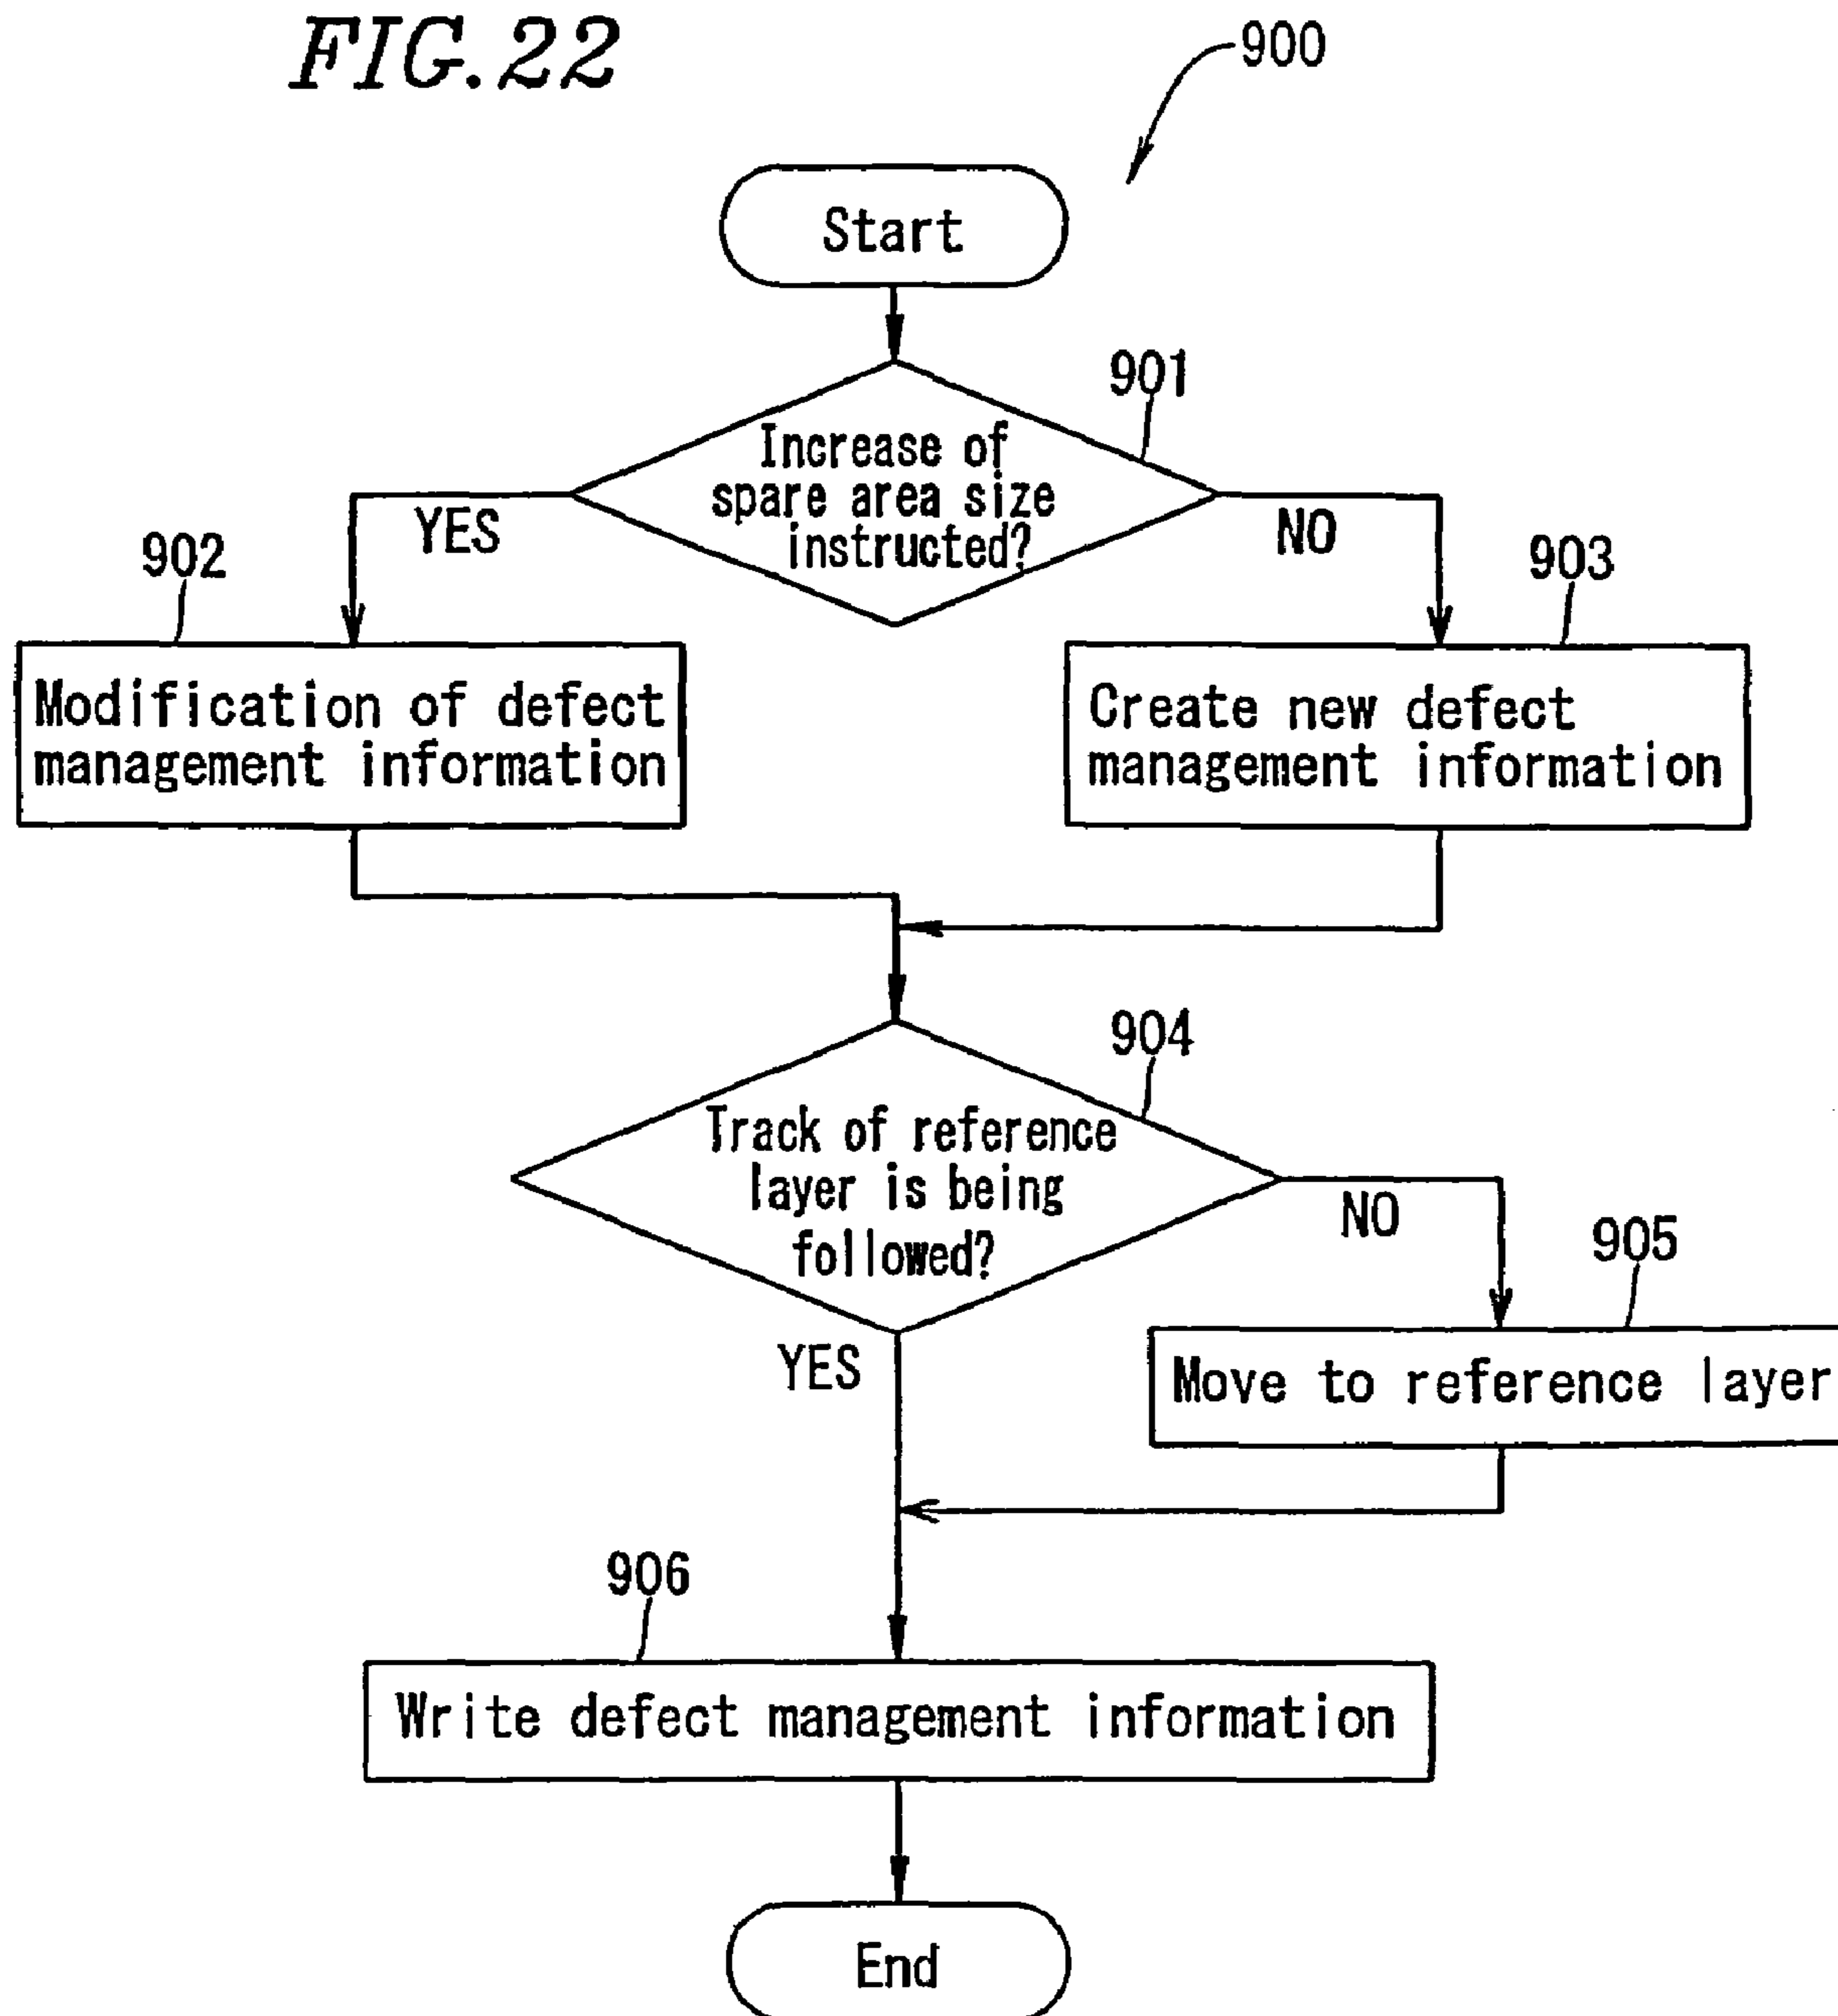 FIG.22
900
Start
901
Increase of
spare area size
instructed?
YES
NO
902
903
Modification of defect
management information
Create new defect
management information
904
Track of reference
layer is being
followed?
NO
905
YES
Move to reference layer
906
Write defect management information
End